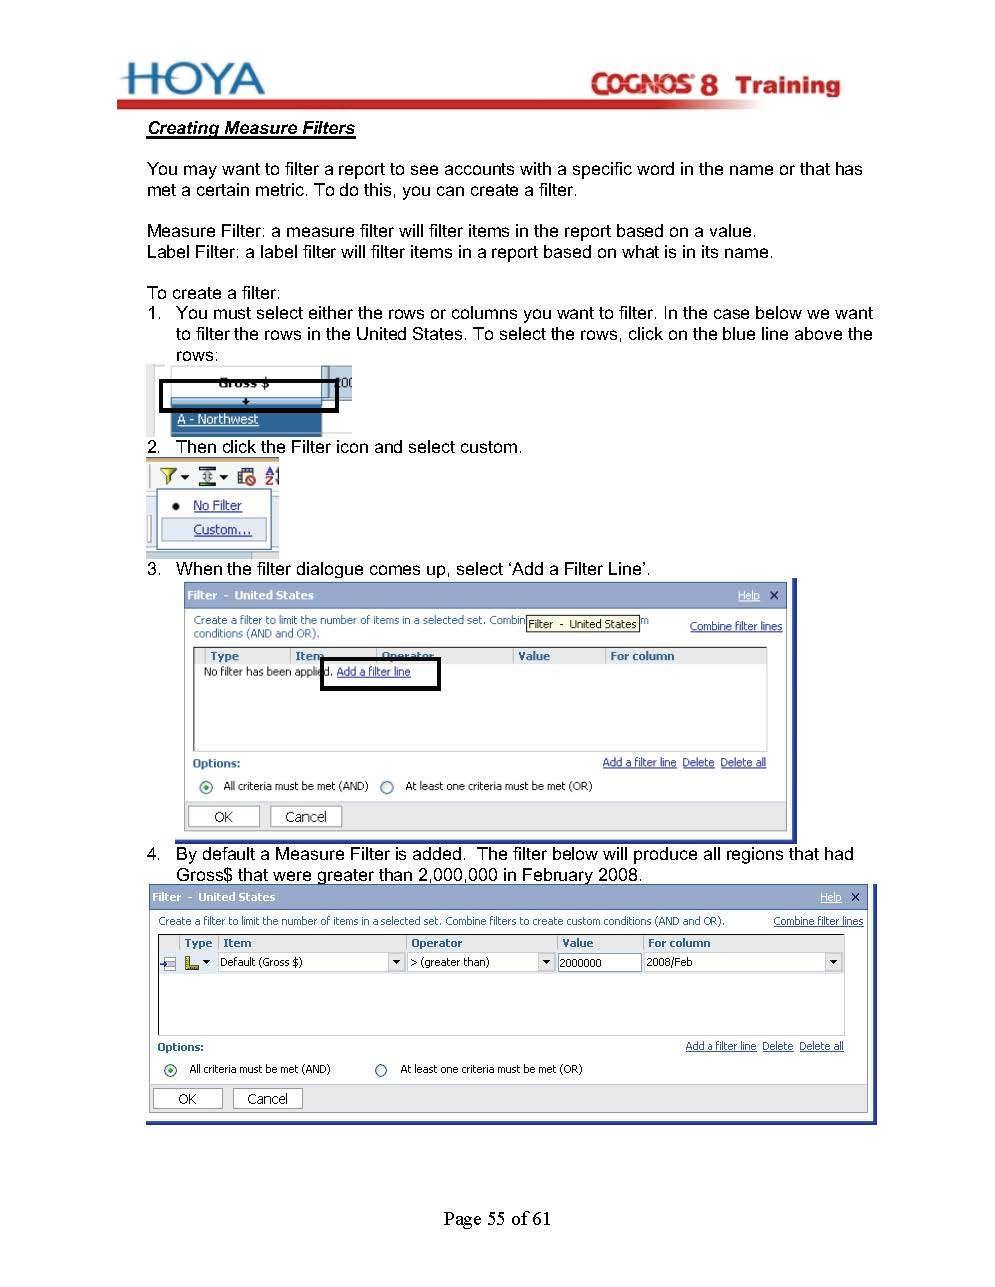 HOYA
COGNOS 8 Training
Creating Measure Filters
You may want to filter a report to see accounts with a specific word in the name or that has
met a certain metric. To do this, you can create a filter.
Measure Filter: a measure filter will filter items in the report based on a value.
Label Filter: a label filter will filter items in a report based on what is in its name.
To create a filter:
1. You must select either the rows or columns you want to filter. In the case below we want
to filter the rows in the United States. To select the rows, click on the blue line above the
rows:
Gross $ 200
A - Northwest
2. Then click the Filter icon and select custom.
No Filter
Custom...
3. When the filter dialogue comes up, select ‘Add a Filter Line’.
Filter - United States Help
Create a filter to limit the number of items in a selected set. Combin Filter - United States m Combine filter lines
conditions (AND and OR).
Type Item Operator Value For column
No filter has been applied. Add a filter line
Options: Add a filter line Delete Delete all
All criteria must be met (AND) At least one criteria must be met (OR)
OK Cancel
4. By default a Measure Filter is added. The filter below will produce all regions that had
Gross$ that were greater than 2,000,000 in February 2008.
Filter - United States Help
Create a filter to limit the number of items in a selected set. Combine filters to create custom conditions (AND and OR). Combine filter lines
Type Item Operator Value For column
Default (Gross $) > (greater than) 2000000 2008/Feb
Options: Add a filter line Delete Delete all
All criteria must be met (AND) At least one criteria must be met (OR)
OK Cancel
Page 55 of 61